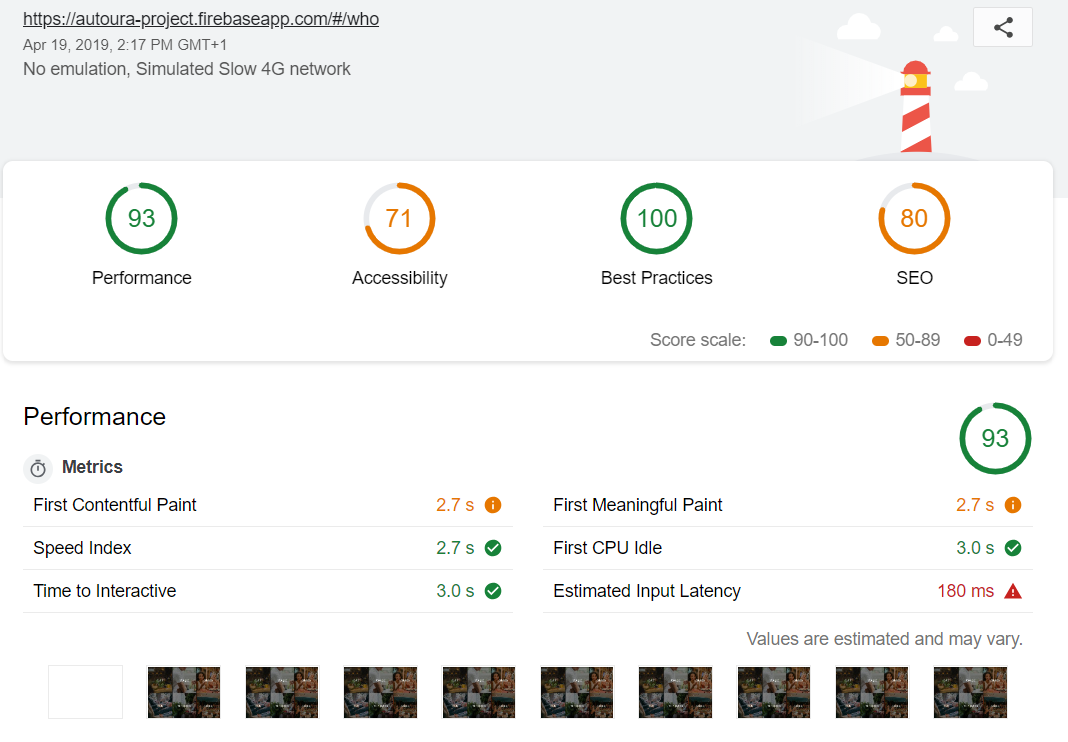 https://autoura-project.firebaseapp.com/#/who
Apr 19, 2019, 2:17 PM GMT+1
No emulation, Simulated Slow 4G network
93 71 100 80
Performance Accessibility Best Practices SEO
Score scale: 90-100 50-89 0-49
Performance 93
Metrics
First Contentful Paint 2.7 s First Meaningful Paint 2.7 s
Speed Index 2.7 s First CPU Idle 3.0 s
Time to Interactive 3.0 s Estimated Input Latency 180 ms
Values are estimated and may vary.